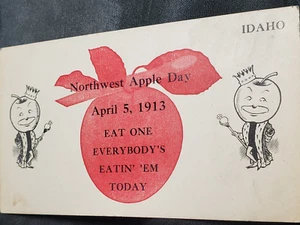 IDAHO
Northwest Apple Day
April 5, 1913
EAT ONE
EVERYBODY'S
EATIN' 'EM
TODAY